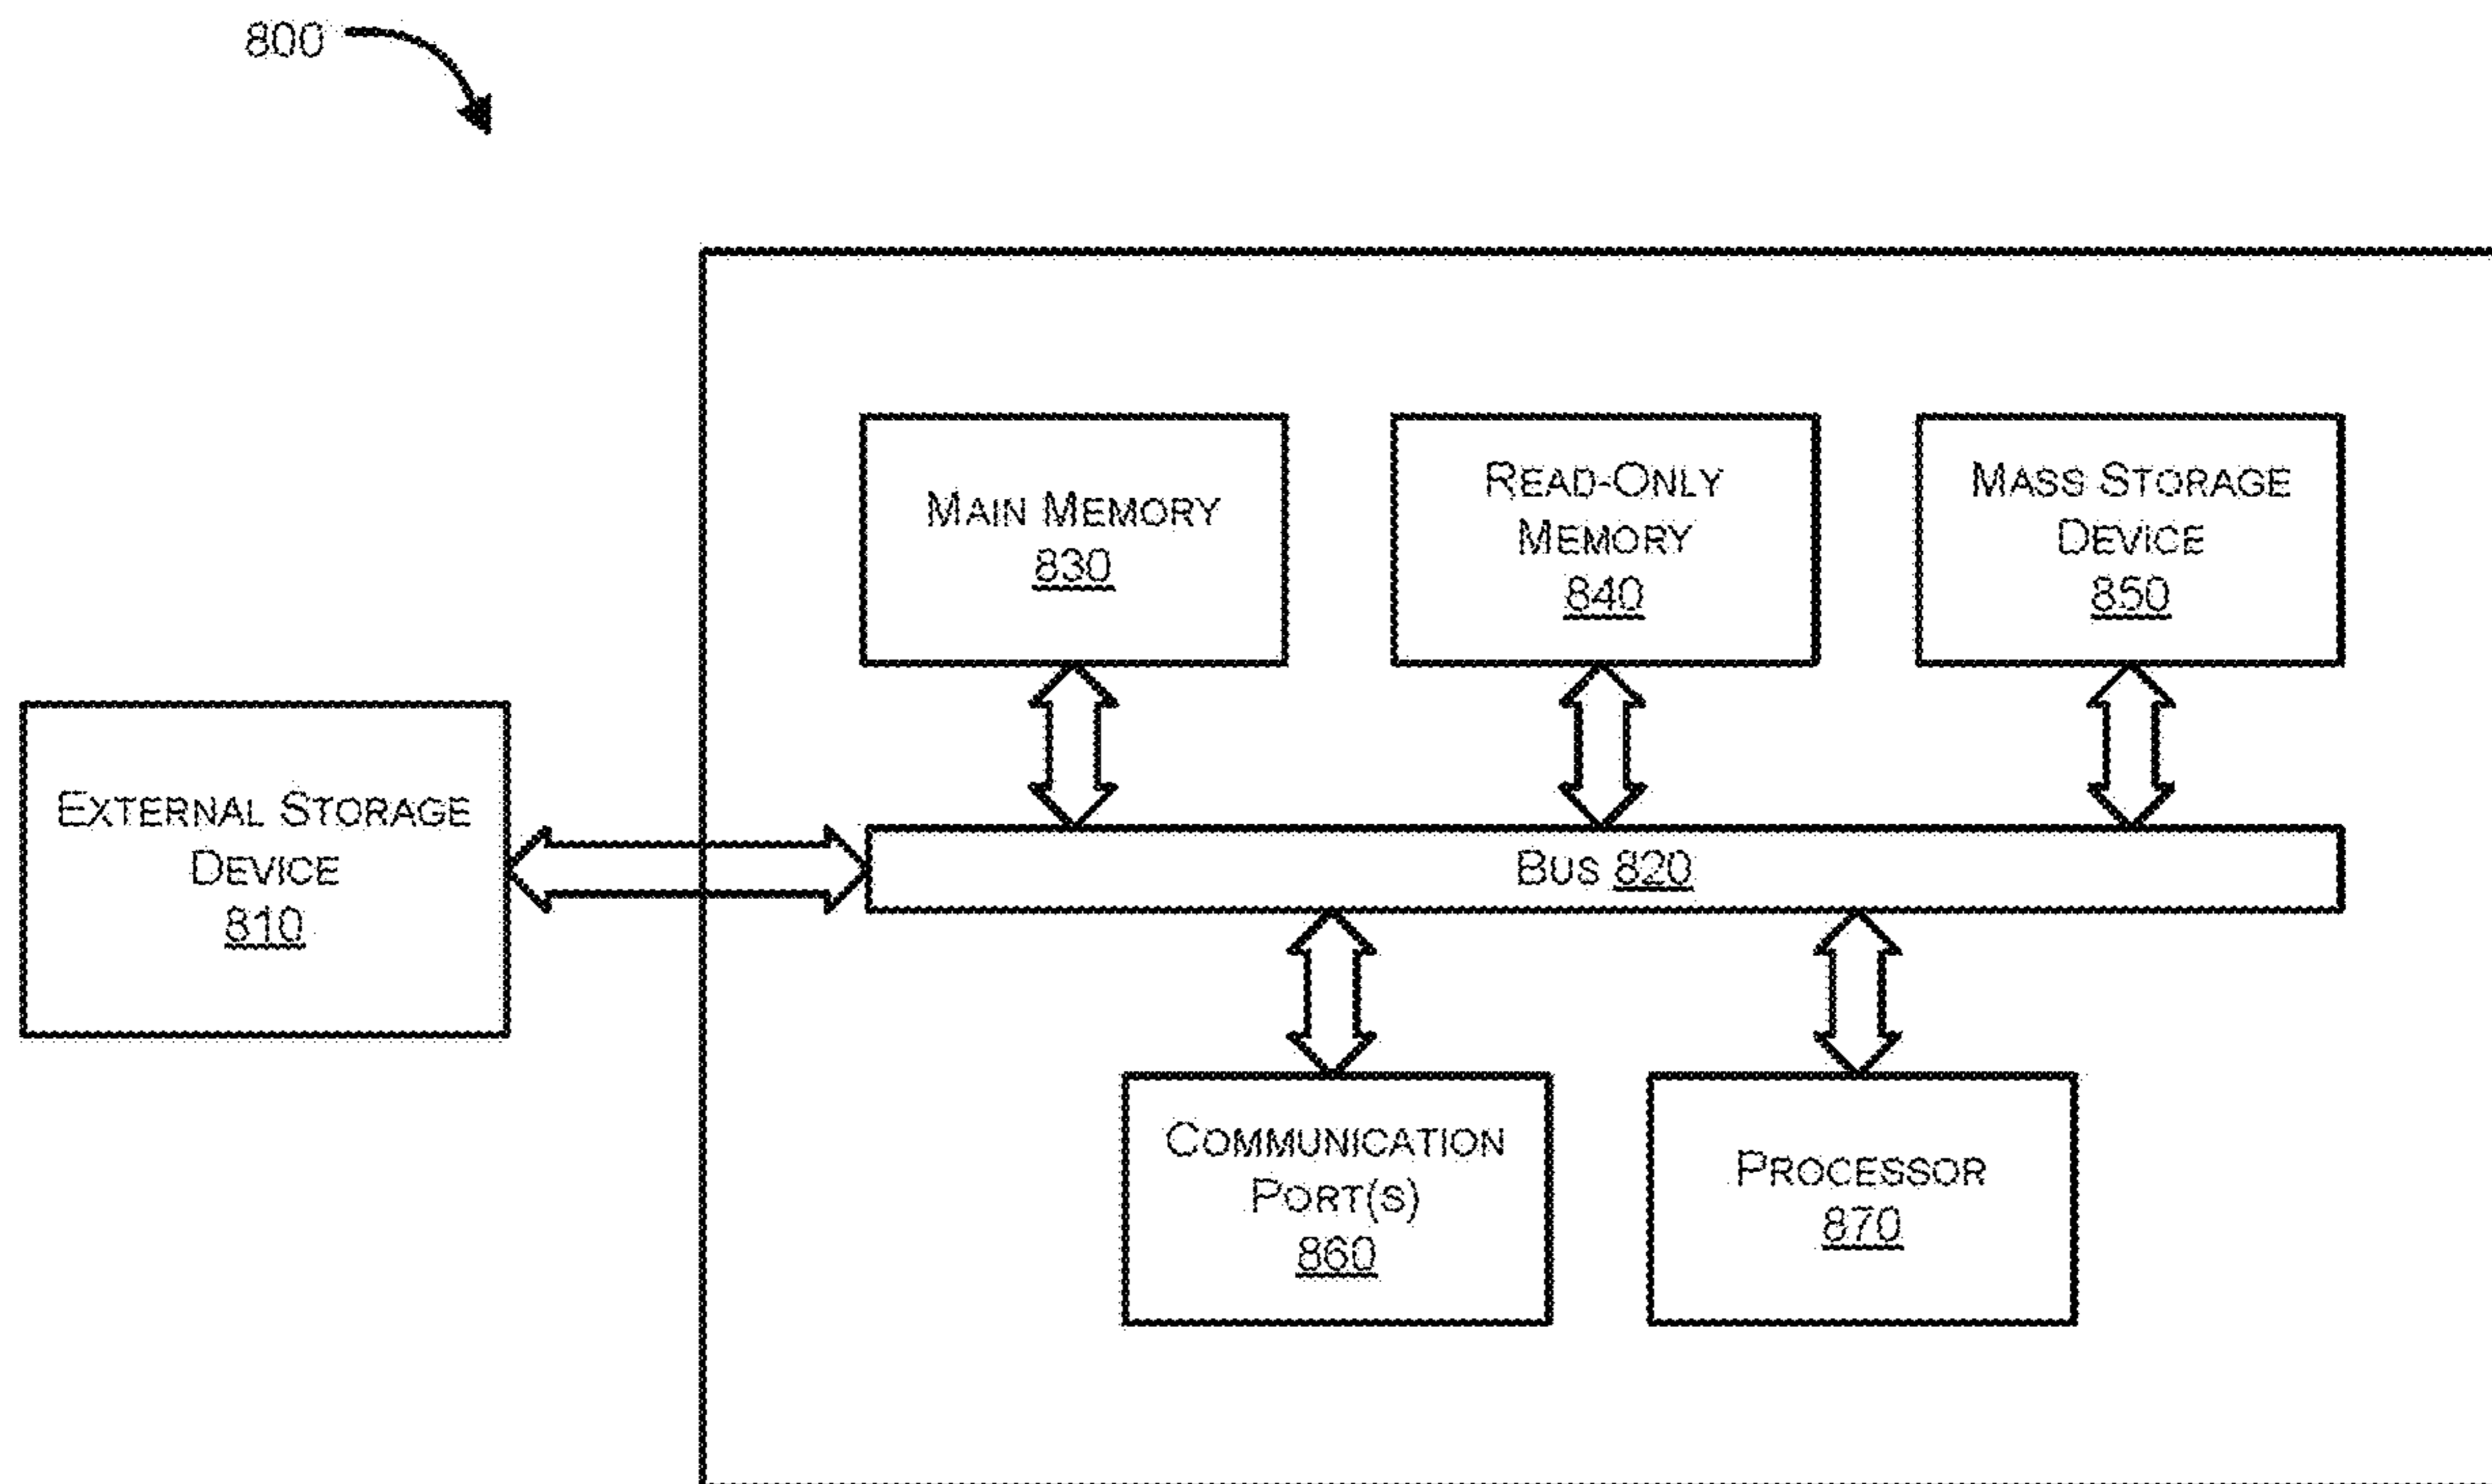 800
MAIN MEMORY
830
READ-ONLY
MEMORY
840
MASS STORAGE
DEVICE
850
EXTERNAL STORAGE
DEVICE
810
BUS 820
COMMUNICATION
PORT(S)
860
PROCESSOR
870